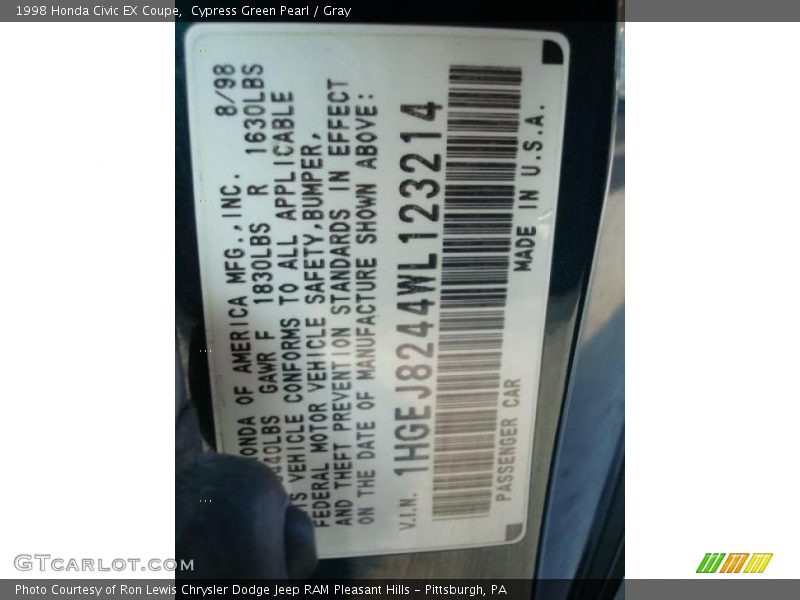 1998 Honda Civic EX Coupe, Cypress Green Pearl / Gray
ONDA OF AMERICA MFG., INC. 8/98
440LBS GAWR F 1830LBS R 1630LBS
IS VEHICLE CONFORMS TO ALL APPLICABLE
FEDERAL MOTOR VEHICLE SAFETY, BUMPER,
AND THEFT PREVENTION STANDARDS IN EFFECT
ON THE DATE OF MANUFACTURE SHOWN ABOVE:
V.I.N. 1HGEJ8244WL123214
PASSENGER CAR MADE IN U.S.A.
GTCARLOT.COM
Photo Courtesy of Ron Lewis Chrysler Dodge Jeep RAM Pleasant Hills - Pittsburgh, PA